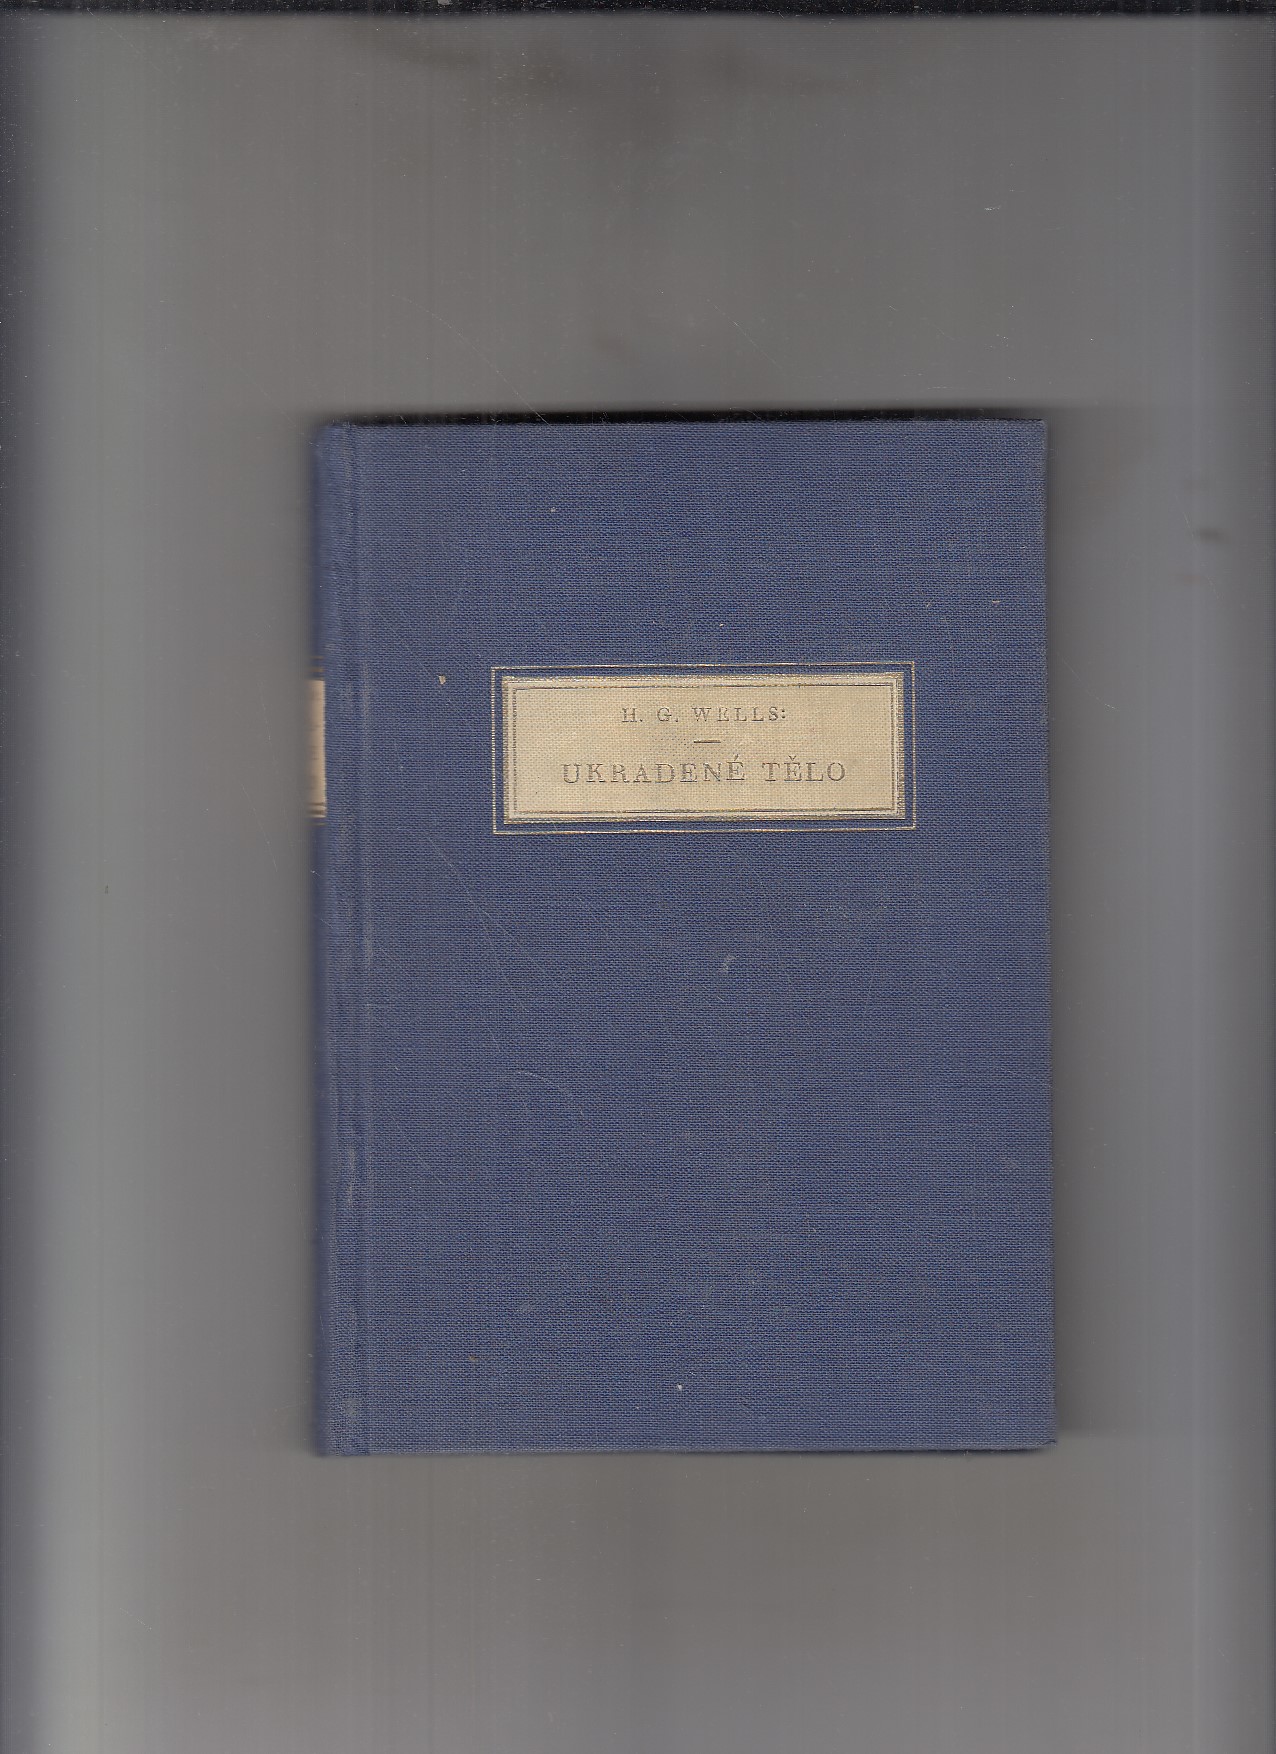 H. G. WELLS:
UKRADENÉ TĚLO